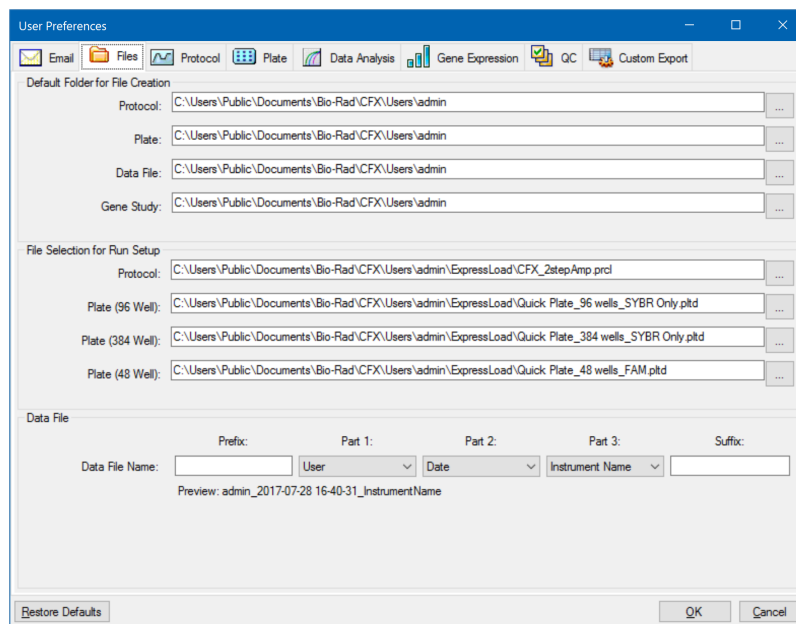 User Preferences
Email Files Protocol Plate Data Analysis Gene Expression QC Custom Export
Default Folder for File Creation
Protocol: C:\Users\Public\Documents\Bio-Rad\CFX\Users\admin ...
Plate: C:\Users\Public\Documents\Bio-Rad\CFX\Users\admin ...
Data File: C:\Users\Public\Documents\Bio-Rad\CFX\Users\admin ...
Gene Study: C:\Users\Public\Documents\Bio-Rad\CFX\Users\admin ...
File Selection for Run Setup
Protocol: C:\Users\Public\Documents\Bio-Rad\CFX\Users\admin\ExpressLoad\CFX_2stepAmp.prcl ...
Plate (96 Well): C:\Users\Public\Documents\Bio-Rad\CFX\Users\admin\ExpressLoad\Quick Plate_96 wells_SYBR Only.pltd ...
Plate (384 Well): C:\Users\Public\Documents\Bio-Rad\CFX\Users\admin\ExpressLoad\Quick Plate_384 wells_SYBR Only.pltd ...
Plate (48 Well): C:\Users\Public\Documents\Bio-Rad\CFX\Users\admin\ExpressLoad\Quick Plate_48 wells_FAM.pltd ...
Data File
Prefix: Part 1: Part 2: Part 3: Suffix:
Data File Name: User Date Instrument Name
Preview: admin_2017-07-28 16-40-31_InstrumentName
Restore Defaults OK Cancel